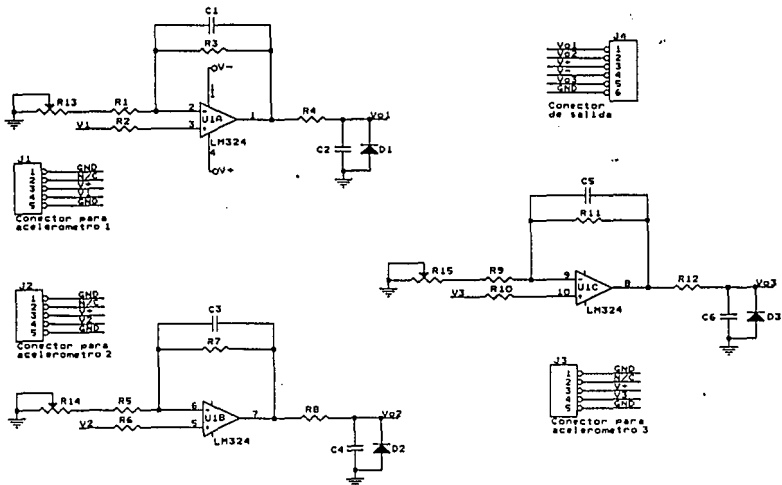 C1
R3
V-
11
R13 R1 2 - U1A 1 R4 Vo1
V1 R2 3 +
LM324
4
V+
C2 D1
J4
Vo1 1
Vo2 2
V+ 3
V- 4
Vo3 5
GND 6
Conector
de salida
J1
1 GND
2 N/C
3 V+
4 V1
5 GND
Conector para
acelerometro 1
C5
R11
R15 R9 9 - U1C 8 R12 Vo3
V3 R10 10 +
LM324
C6 D3
J2
1 GND
2 N/C
3 V+
4 V2
5 GND
Conector para
acelerometro 2
C3
R7
R14 R5 6 - U1B 7 R8 Vo2
V2 R6 5 +
LM324
C4 D2
J3
1 GND
2 N/C
3 V+
4 V3
5 GND
Conector para
acelerometro 3